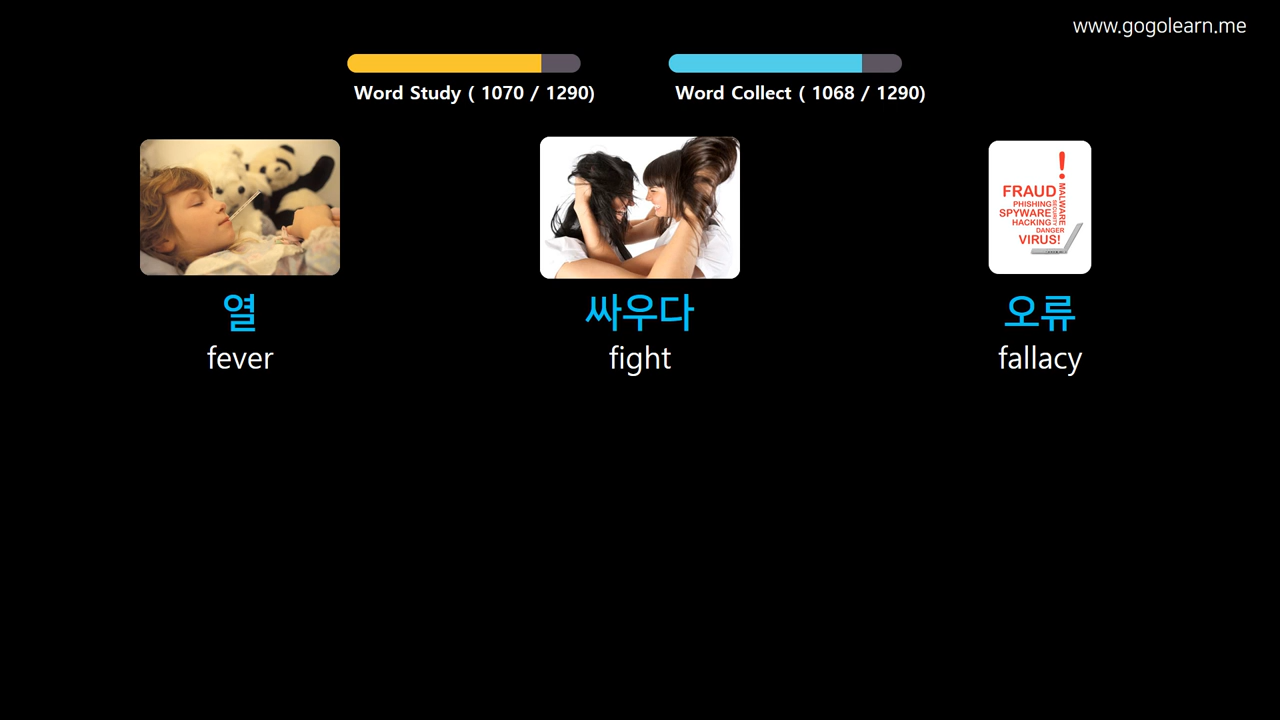 www.gogolearn.me
Word Study ( 1070 / 1290)
Word Collect ( 1068 / 1290)
!
FRAUD
MALWARE
PHISHING
SECURITY
SPYWARE
HACKING
DANGER
VIRUS!
열
싸우다
오류
fever
fight
fallacy